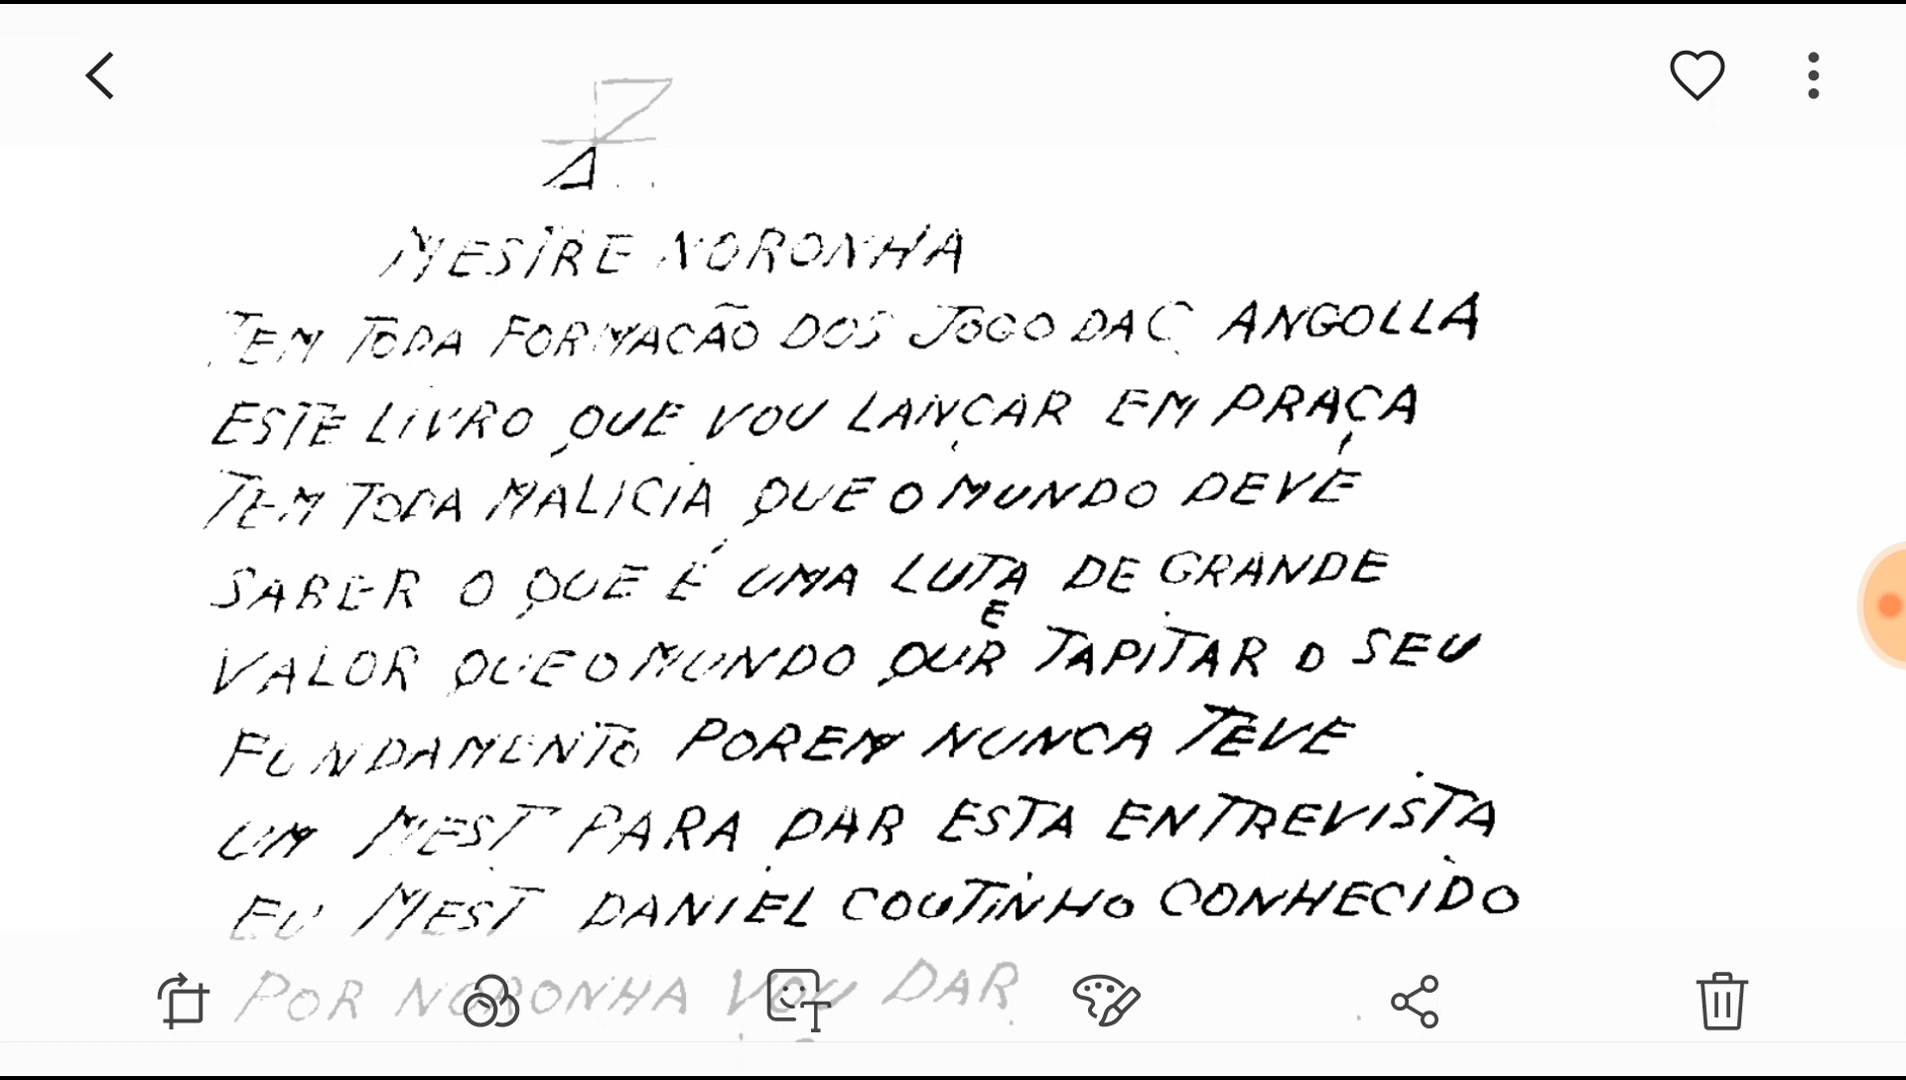 MESTRE NORONHA
TEM TODA FORMACÃO DOS JOGO DA C ANGOLLA
ESTE LIVRO QUE VOU LANÇAR EM PRAÇA
TEM TODA MALICIA QUE O MUNDO DEVE
SABER O QUE É UMA LUTA DE GRANDE
VALOR QUE O MUNDO QUER TAPITAR O SEU
FUNDAMENTO POREM NUNCA TEVE
UM MEST PARA DAR ESTA ENTREVISTA
EU MEST DANIEL COUTINHO CONHECIDO
POR NORONHA VOU DAR